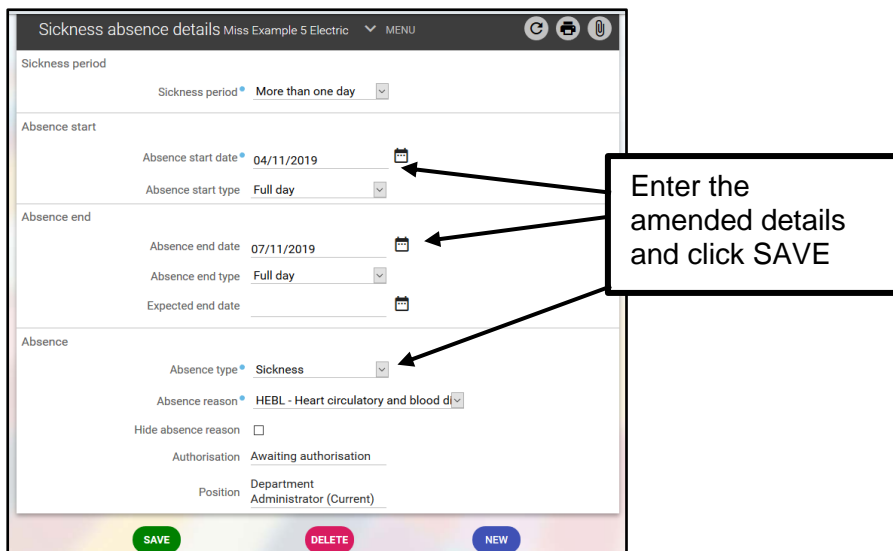 Sickness absence details Miss Example 5 Electric MENU
Sickness period
Sickness period More than one day
Absence start
Absence start date 04/11/2019
Absence start type Full day
Absence end
Absence end date 07/11/2019
Absence end type Full day
Expected end date
Absence
Absence type Sickness
Absence reason HEBL - Heart circulatory and blood di
Hide absence reason
Authorisation Awaiting authorisation
Position Department
Administrator (Current)
SAVE DELETE NEW
Enter the
amended details
and click SAVE